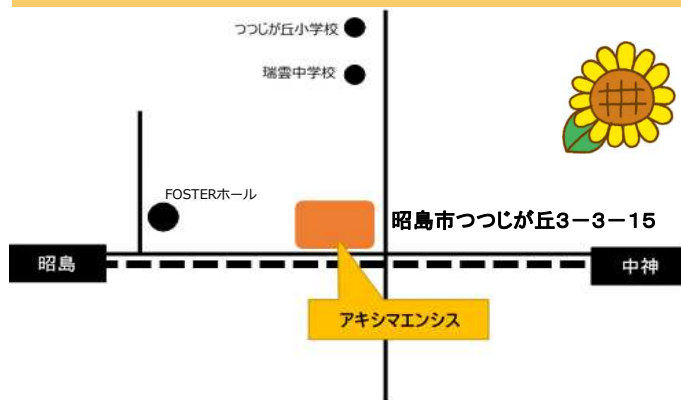 つつじが丘小学校
瑞雲中学校
FOSTERホール
昭島市つつじが丘3－3－15
昭島
中神
アキシマエンシス